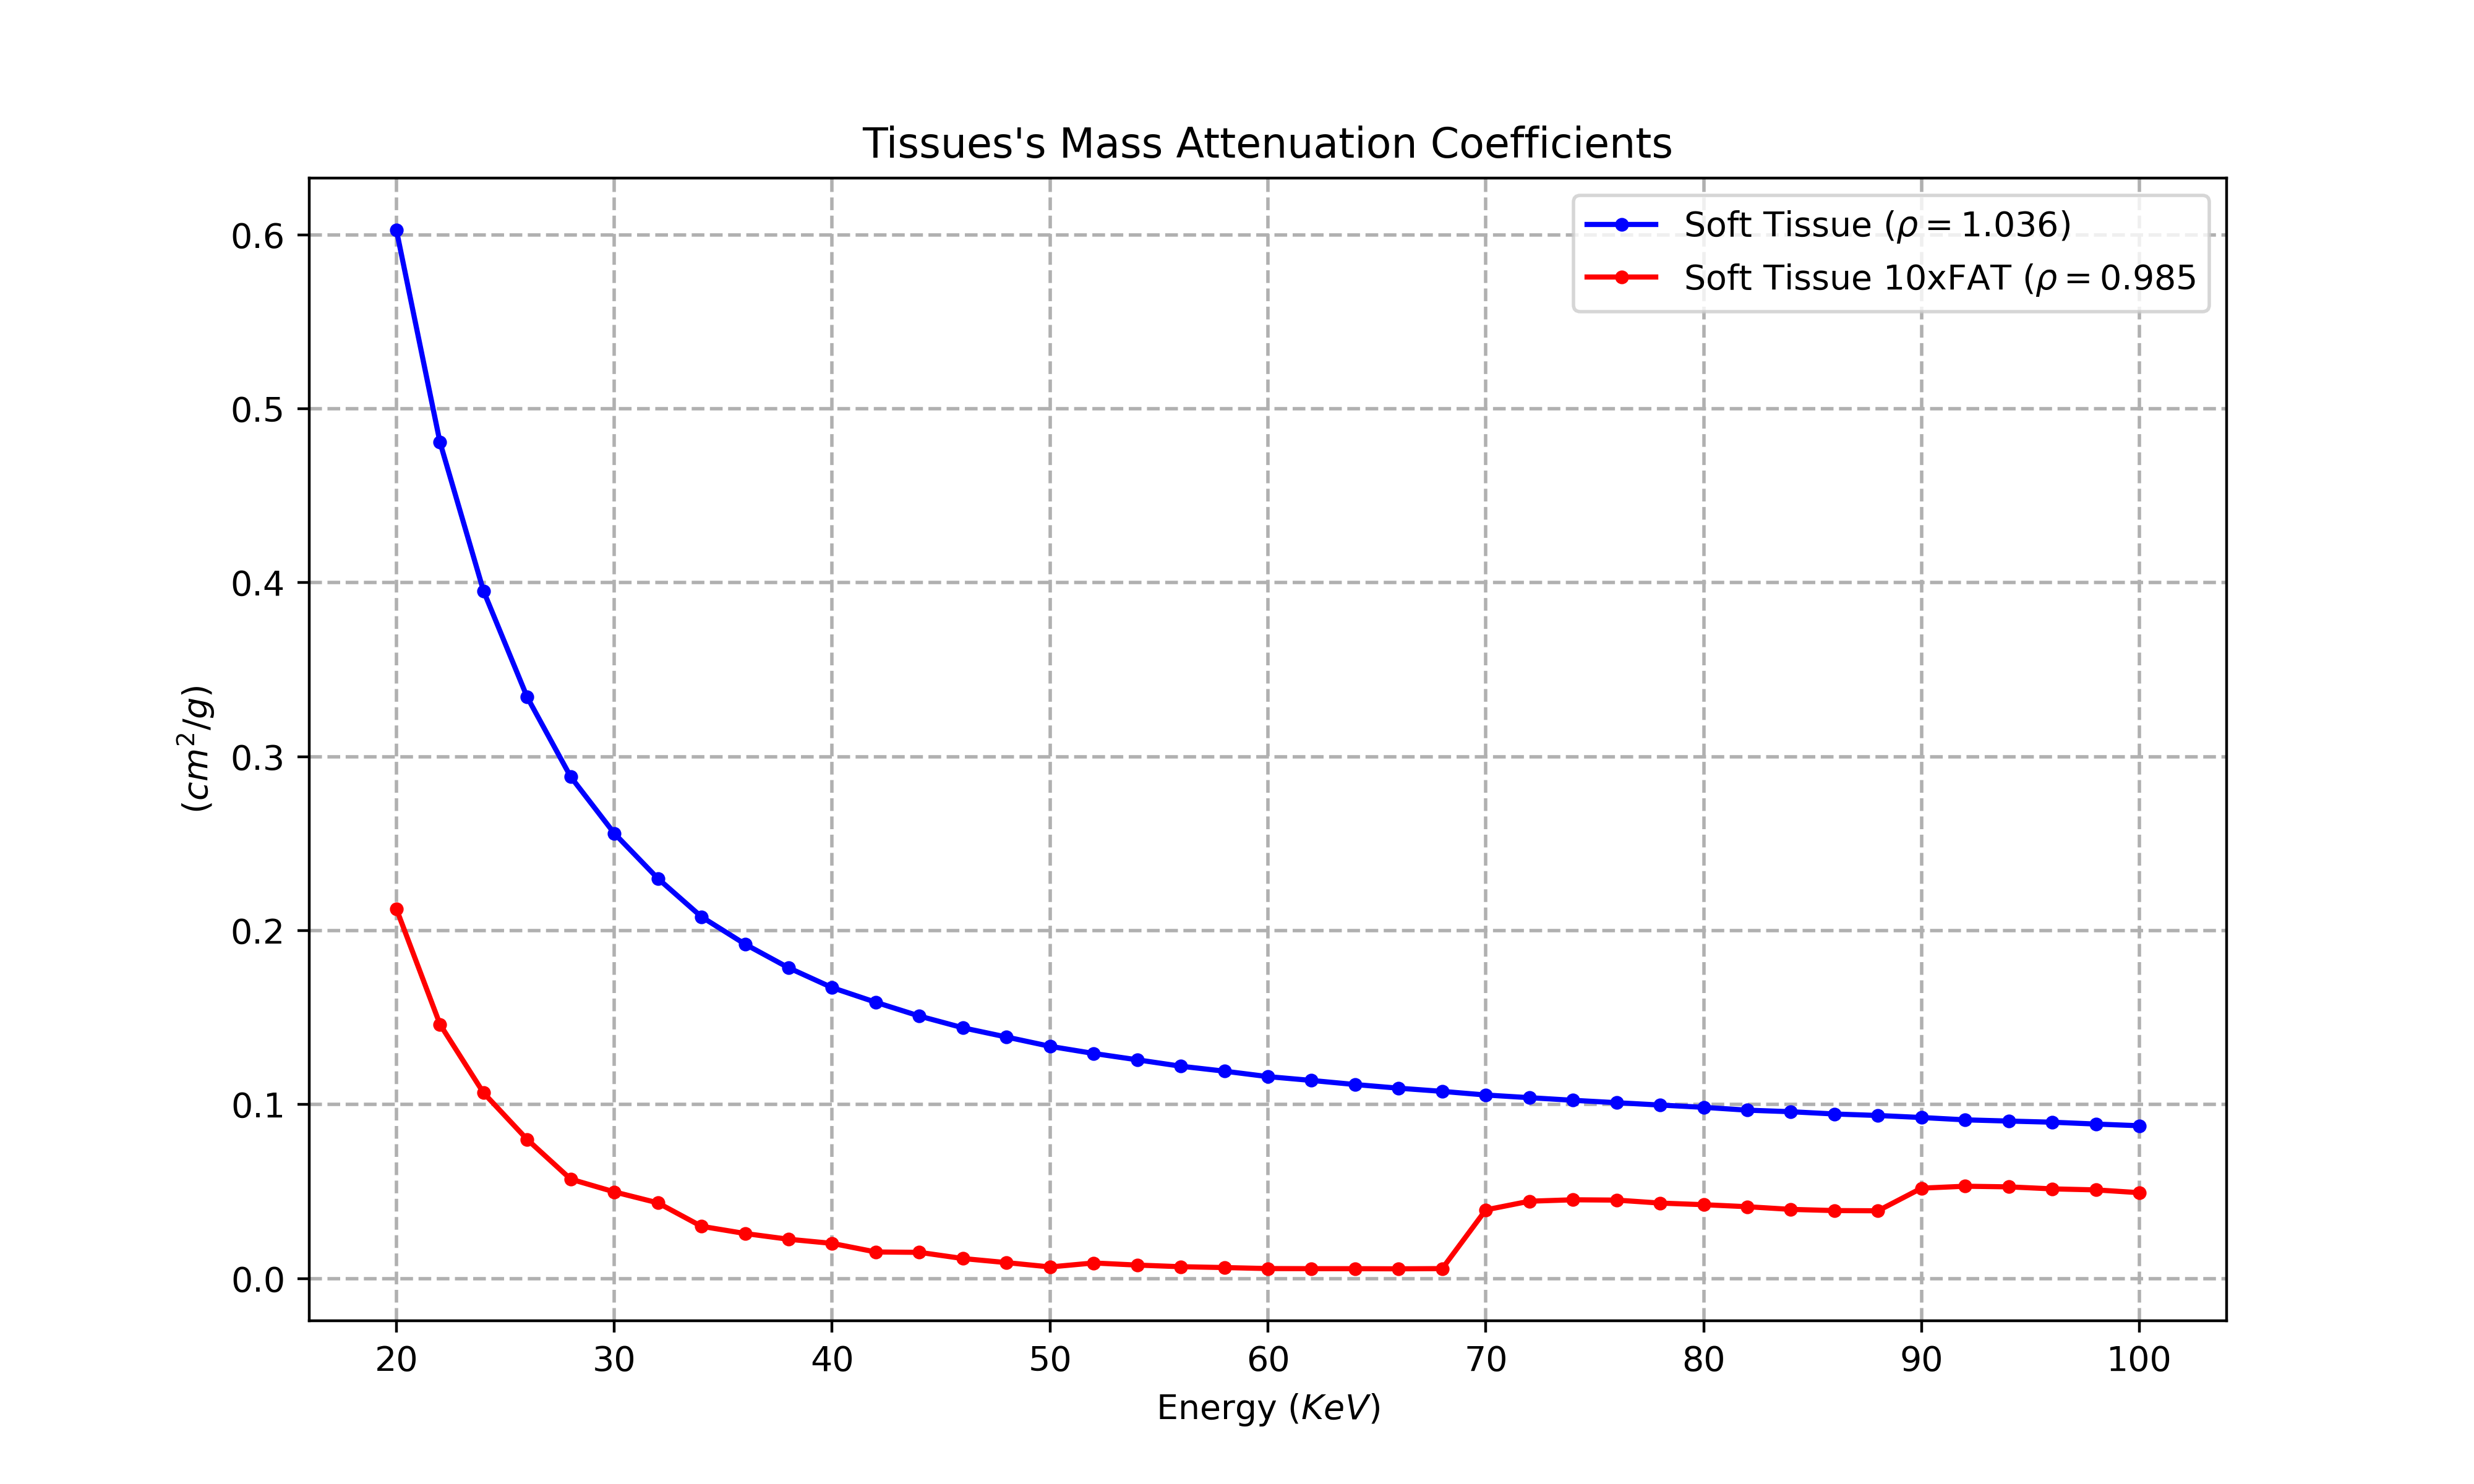 Tissues's Mass Attenuation Coefficients
Soft Tissue (ρ = 1.036)
Soft Tissue 10xFAT (ρ = 0.985
(cm²/g)
0.6
0.5
0.4
0.3
0.2
0.1
0.0
20 30 40 50 60 70 80 90 100
Energy (KeV)